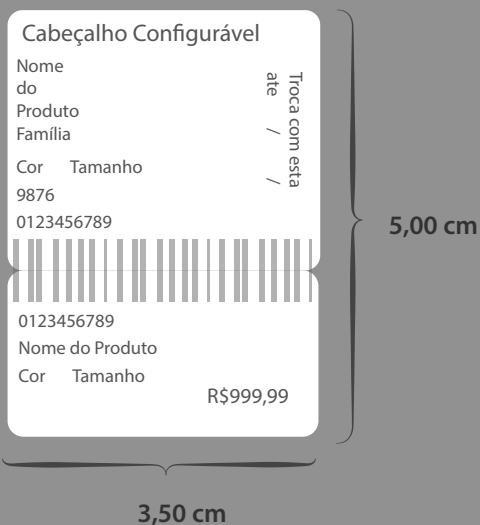 Cabeçalho Configurável
Nome
do
Produto
Família
Cor Tamanho
9876
0123456789
Troca com esta
ate / /
0123456789
Nome do Produto
Cor Tamanho
R$999,99
5,00 cm
3,50 cm